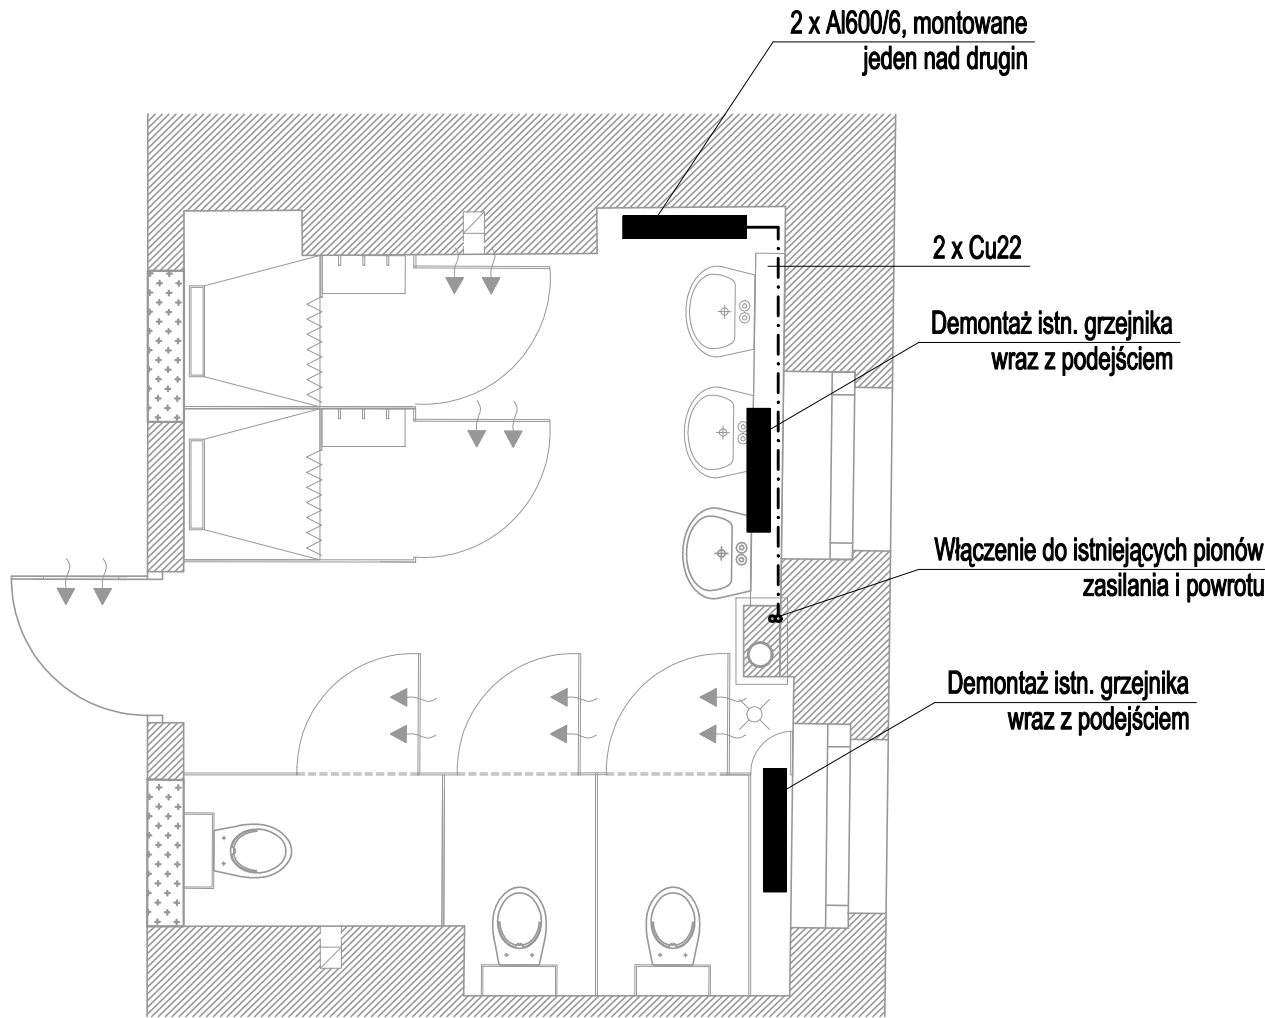 2 x Al600/6, montowane
jeden nad drugin
2 x Cu22
Demontaż istn. grzejnika
wraz z podejściem
Włączenie do istniejących pionów
zasilania i powrotu
Demontaż istn. grzejnika
wraz z podejściem